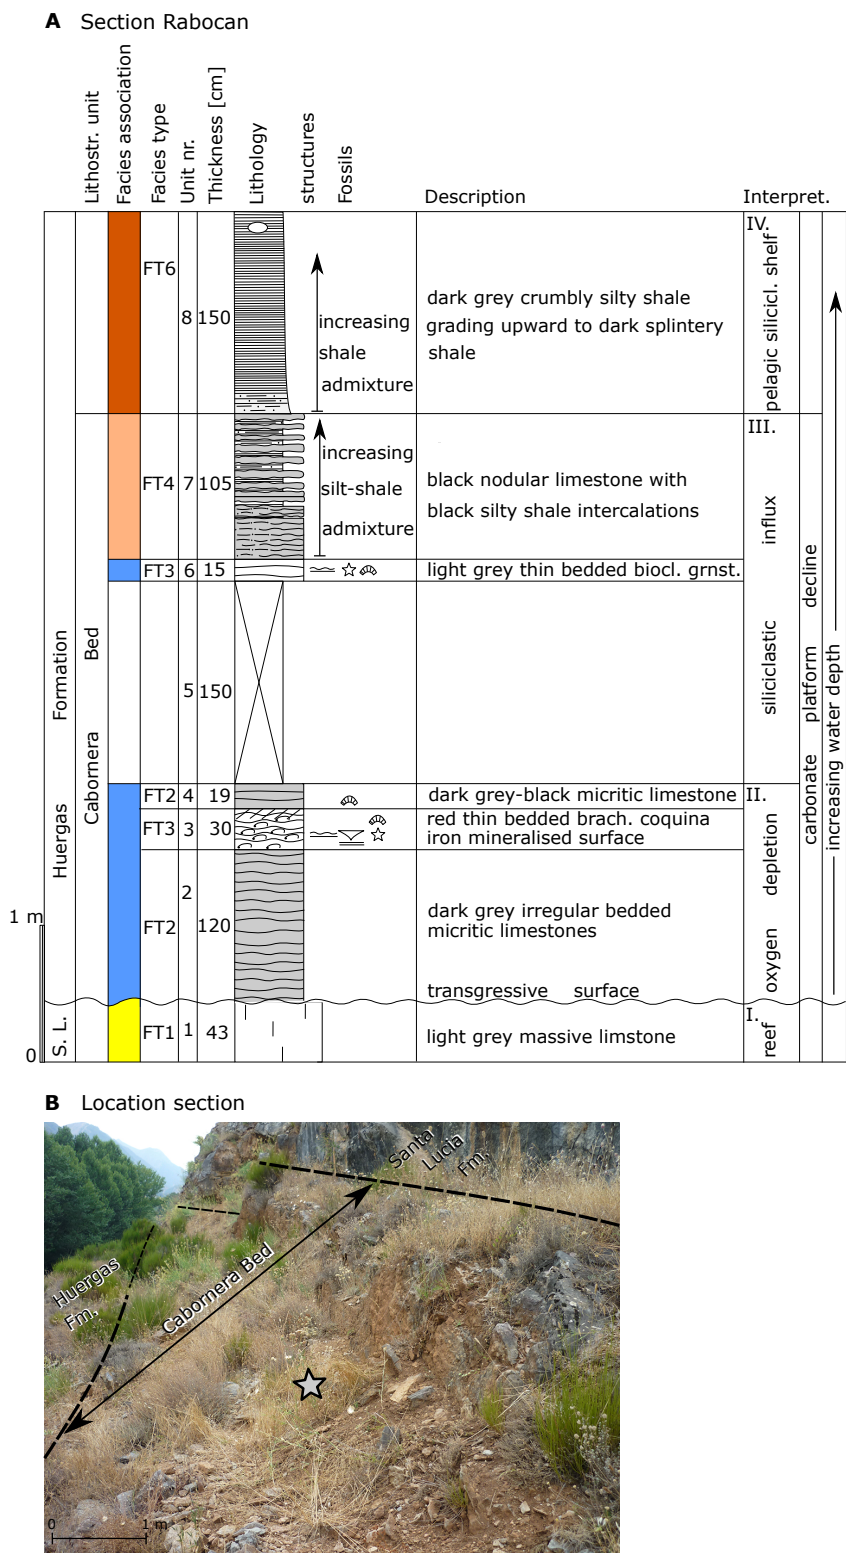 A Section Rabocan
Lithostr. unit
Facies association
Facies type
Unit nr.
Thickness [cm]
Lithology
structures
Fossils
Description
Interpret.
FT6
8
150
increasing
shale
admixture
dark grey crumbly silty shale
grading upward to dark splintery
shale
IV.
pelagic silicicl. shelf
FT4
7
105
increasing
silt-shale
admixture
black nodular limestone with
black silty shale intercalations
III.
siliciclastic influx
FT3
6
15
light grey thin bedded biocl. grnst.
5
150
FT2
4
19
dark grey-black micritic limestone
II.
oxygen depletion
FT3
3
30
red thin bedded brach. coquina
iron mineralised surface
FT2
2
120
dark grey irregular bedded
micritic limestones
transgressive surface
FT1
1
43
light grey massive limstone
I.
reef
Huergas Formation
Cabornera Bed
S. L.
carbonate platform decline
increasing water depth
1 m
0
B Location section
Santa
Lucia
Fm.
Huergas
Fm.
Cabornera Bed
0 1 m